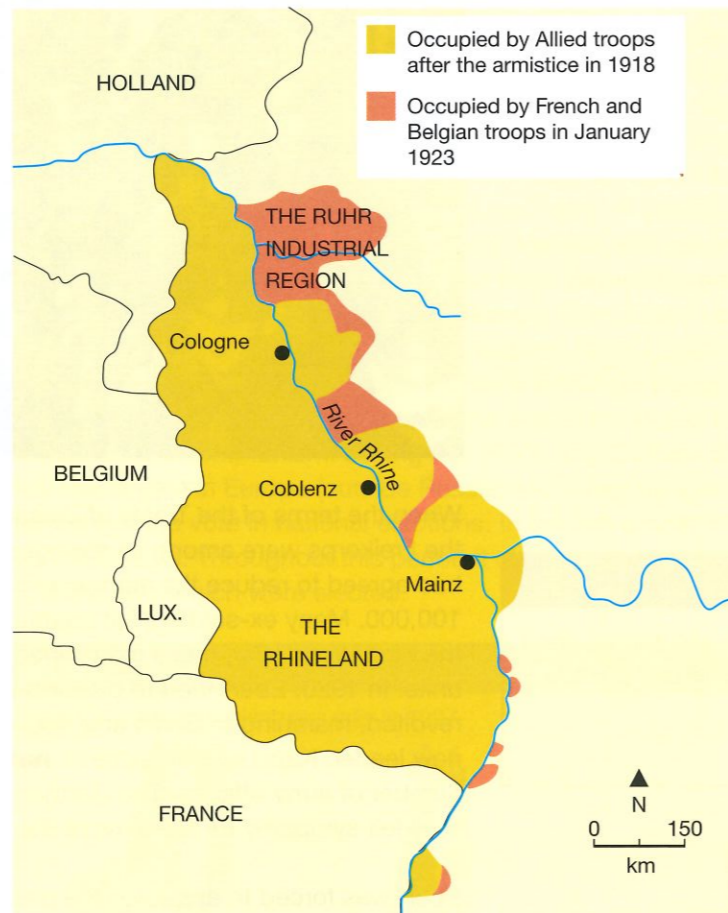 Occupied by Allied troops
after the armistice in 1918
Occupied by French and
Belgian troops in January
1923
HOLLAND
THE RUHR
INDUSTRIAL
REGION
Cologne
River Rhine
BELGIUM
Coblenz
Mainz
LUX.
THE
RHINELAND
FRANCE
N
0 150
km